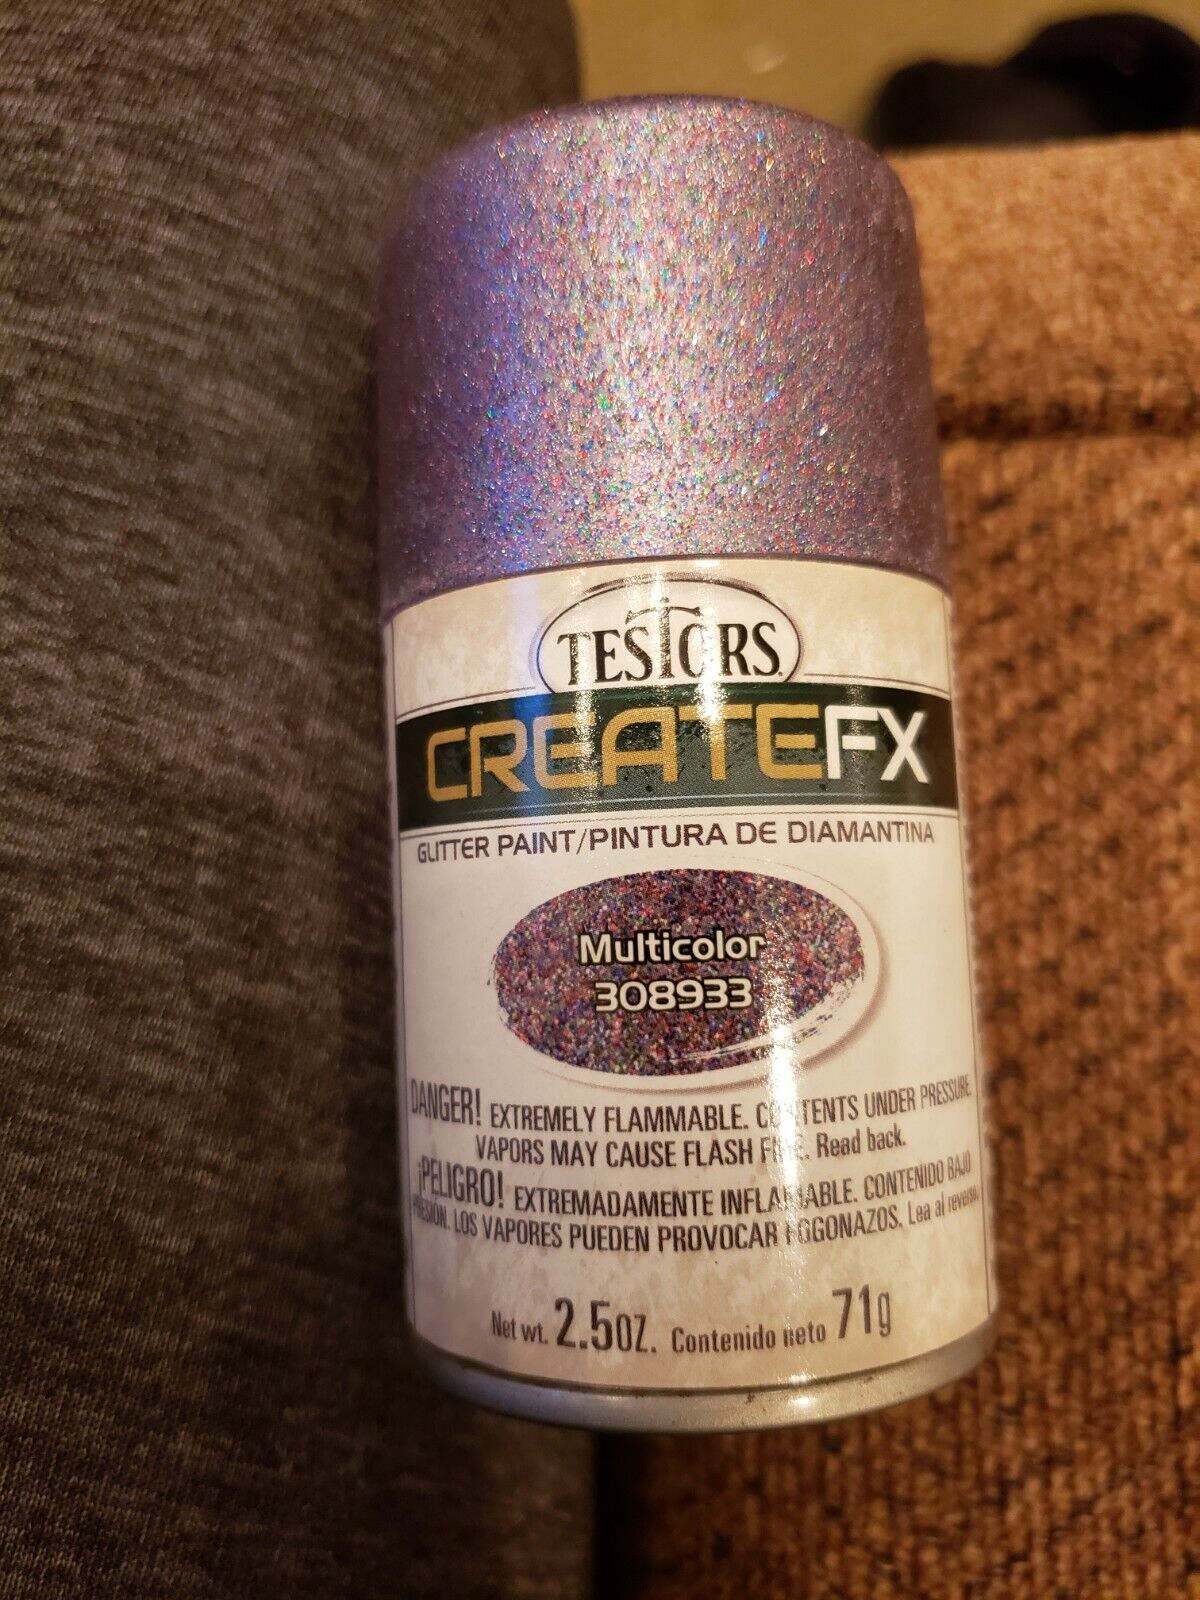 TESTORS
CREATEFX
GLITTER PAINT/PINTURA DE DIAMANTINA
Multicolor
308933
DANGER! EXTREMELY FLAMMABLE. CONTENTS UNDER PRESSURE.
VAPORS MAY CAUSE FLASH FIRE. Read back.
¡PELIGRO! EXTREMADAMENTE INFLAMABLE. CONTENIDO BAJO
PRESIÓN. LOS VAPORES PUEDEN PROVOCAR FOGONAZOS. Lea al reverso.
Net wt. 2.5OZ. Contenido neto 71g